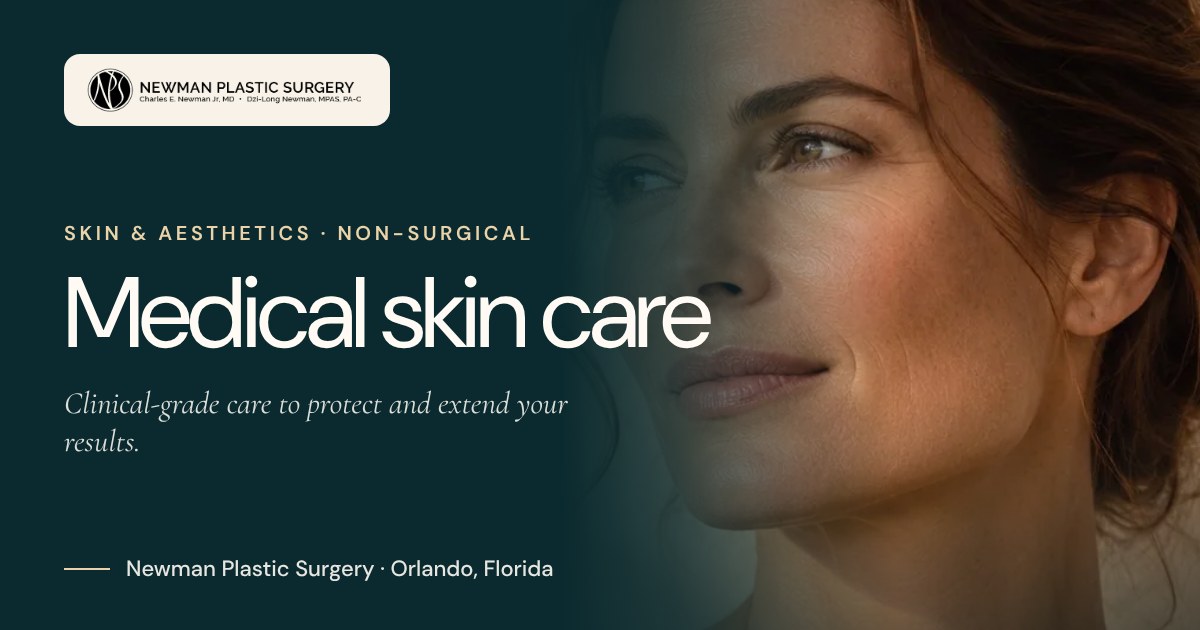 NEWMAN PLASTIC SURGERY
Charles E. Newman Jr, MD • Dzi-Long Newman, MPAS, PA-C
SKIN & AESTHETICS · NON-SURGICAL
Medical skin care
Clinical-grade care to protect and extend your
results.
Newman Plastic Surgery · Orlando, Florida